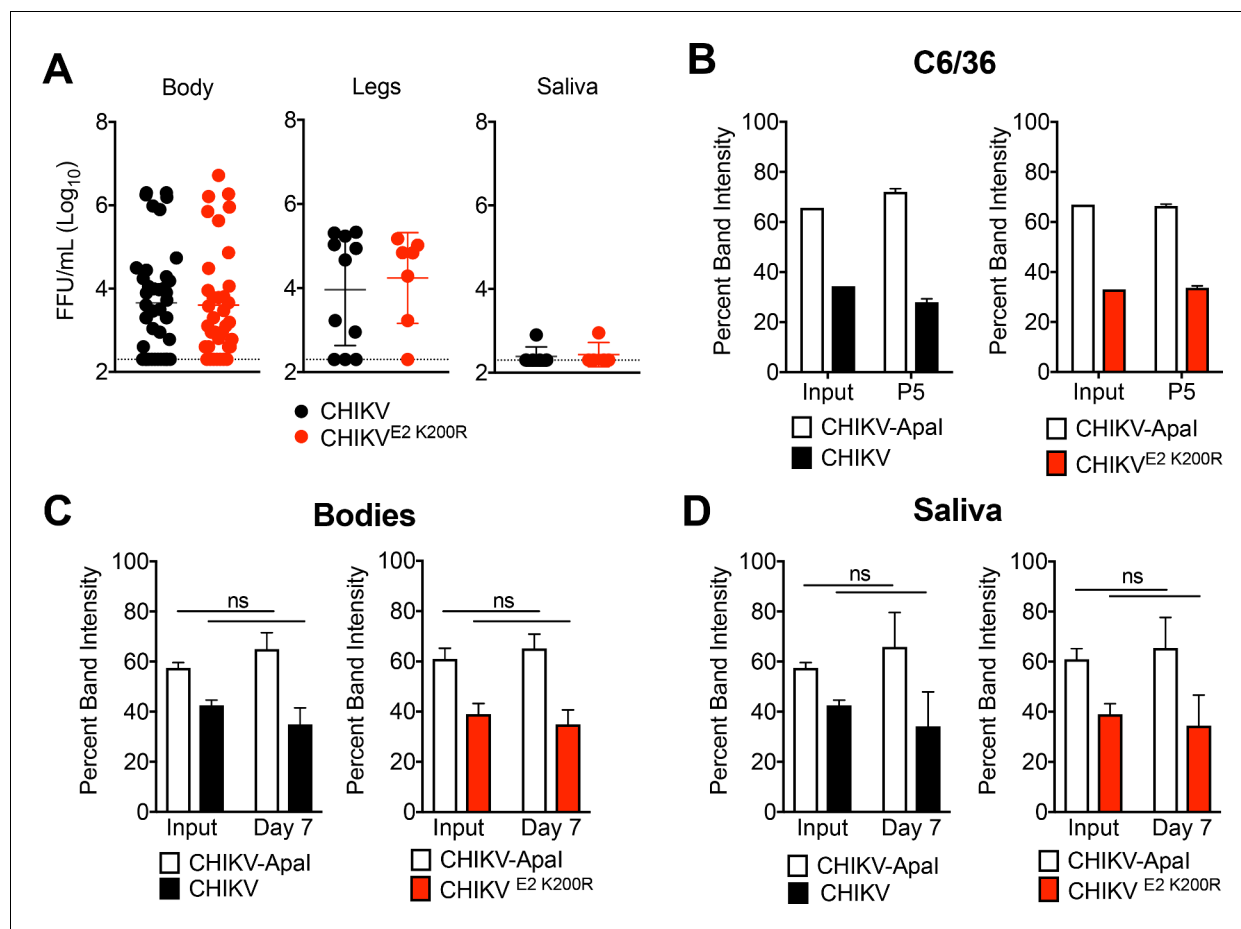 A
Body
Legs
Saliva
FFU/mL (Log10)
8
6
4
2
8
6
4
2
8
6
4
2
CHIKV
CHIKV E2 K200R
B
C6/36
Percent Band Intensity
100
80
60
40
20
0
Input
P5
CHIKV-ApaI
CHIKV
Percent Band Intensity
100
80
60
40
20
0
Input
P5
CHIKV-ApaI
CHIKV E2 K200R
C
Bodies
Percent Band Intensity
100
80
60
40
20
0
ns
Input
Day 7
CHIKV-ApaI
CHIKV
Percent Band Intensity
100
80
60
40
20
0
ns
Input
Day 7
CHIKV-ApaI
CHIKV E2 K200R
D
Saliva
Percent Band Intensity
100
80
60
40
20
0
ns
Input
Day 7
CHIKV-ApaI
CHIKV
Percent Band Intensity
100
80
60
40
20
0
ns
Input
Day 7
CHIKV-ApaI
CHIKV E2 K200R